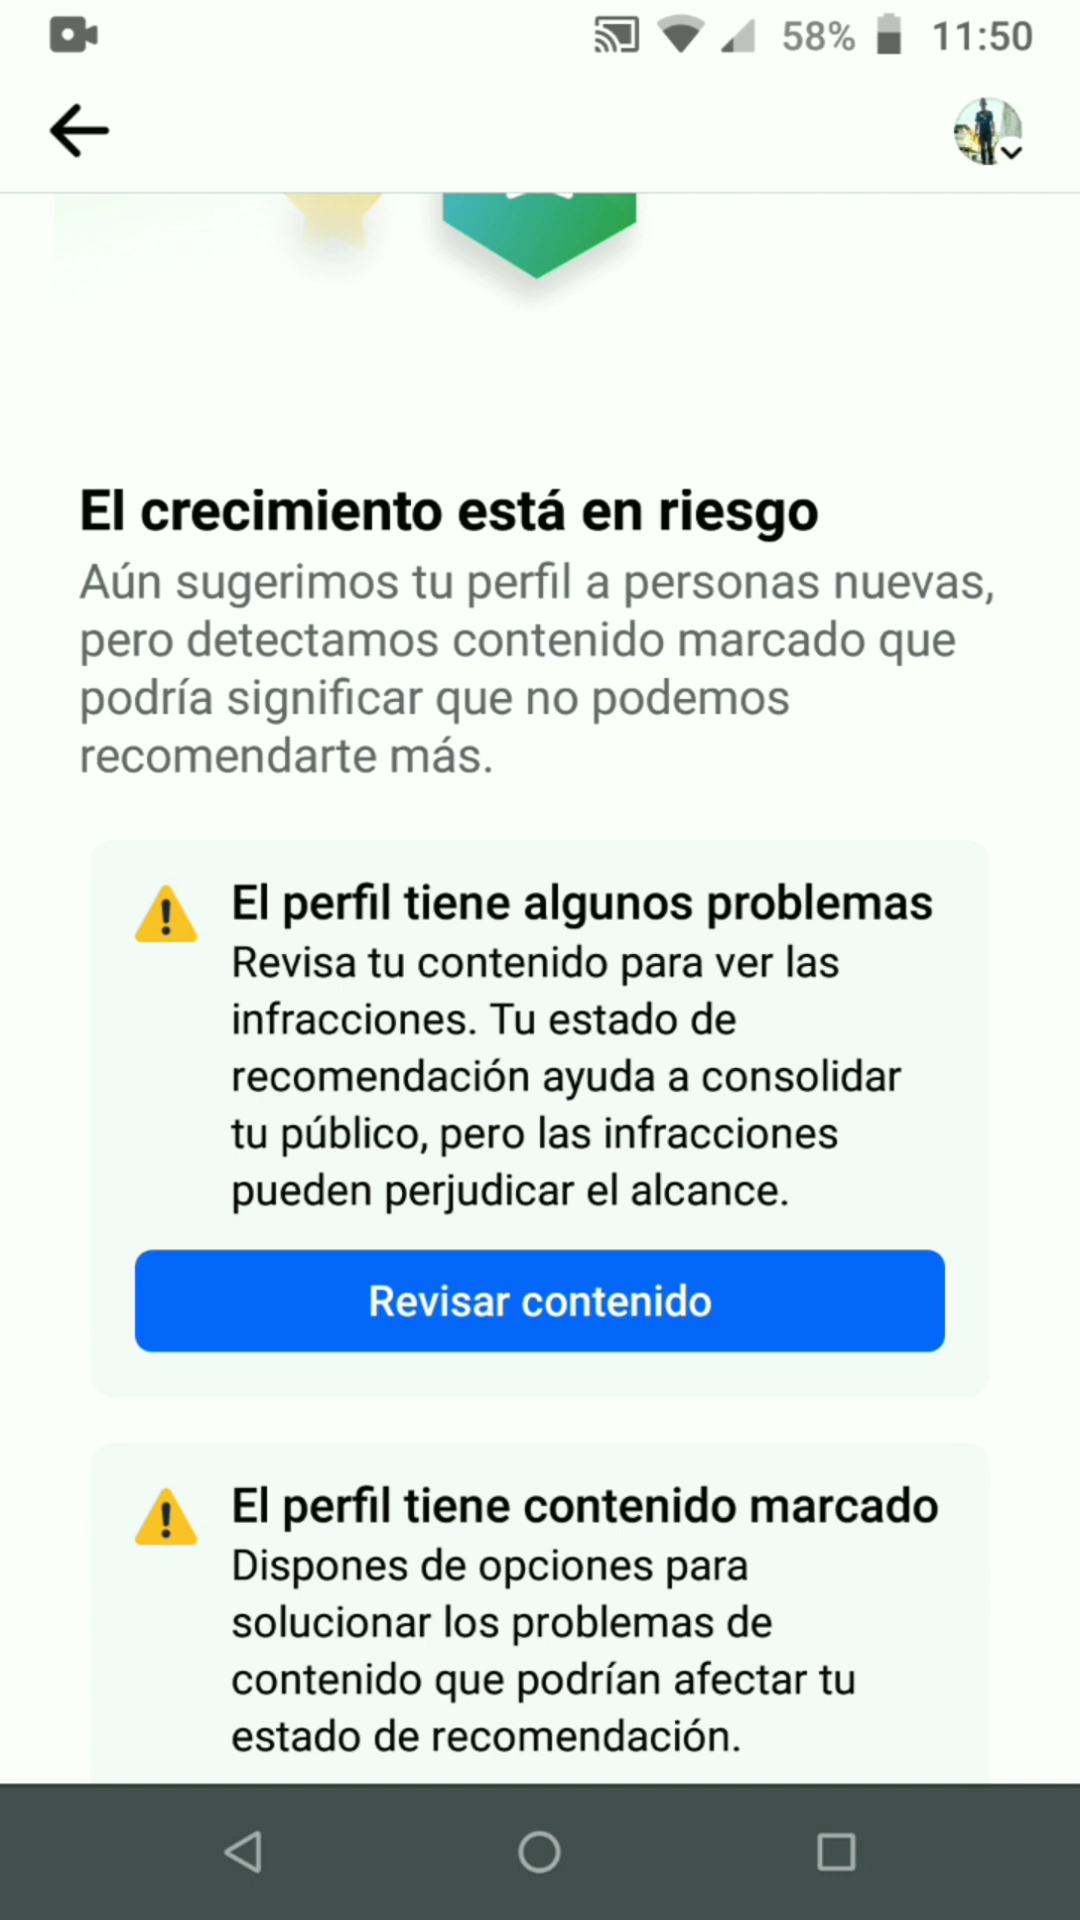 58% 11:50
El crecimiento está en riesgo
Aún sugerimos tu perfil a personas nuevas,
pero detectamos contenido marcado que
podría significar que no podemos
recomendarte más.
El perfil tiene algunos problemas
Revisa tu contenido para ver las
infracciones. Tu estado de
recomendación ayuda a consolidar
tu público, pero las infracciones
pueden perjudicar el alcance.
Revisar contenido
El perfil tiene contenido marcado
Dispones de opciones para
solucionar los problemas de
contenido que podrían afectar tu
estado de recomendación.